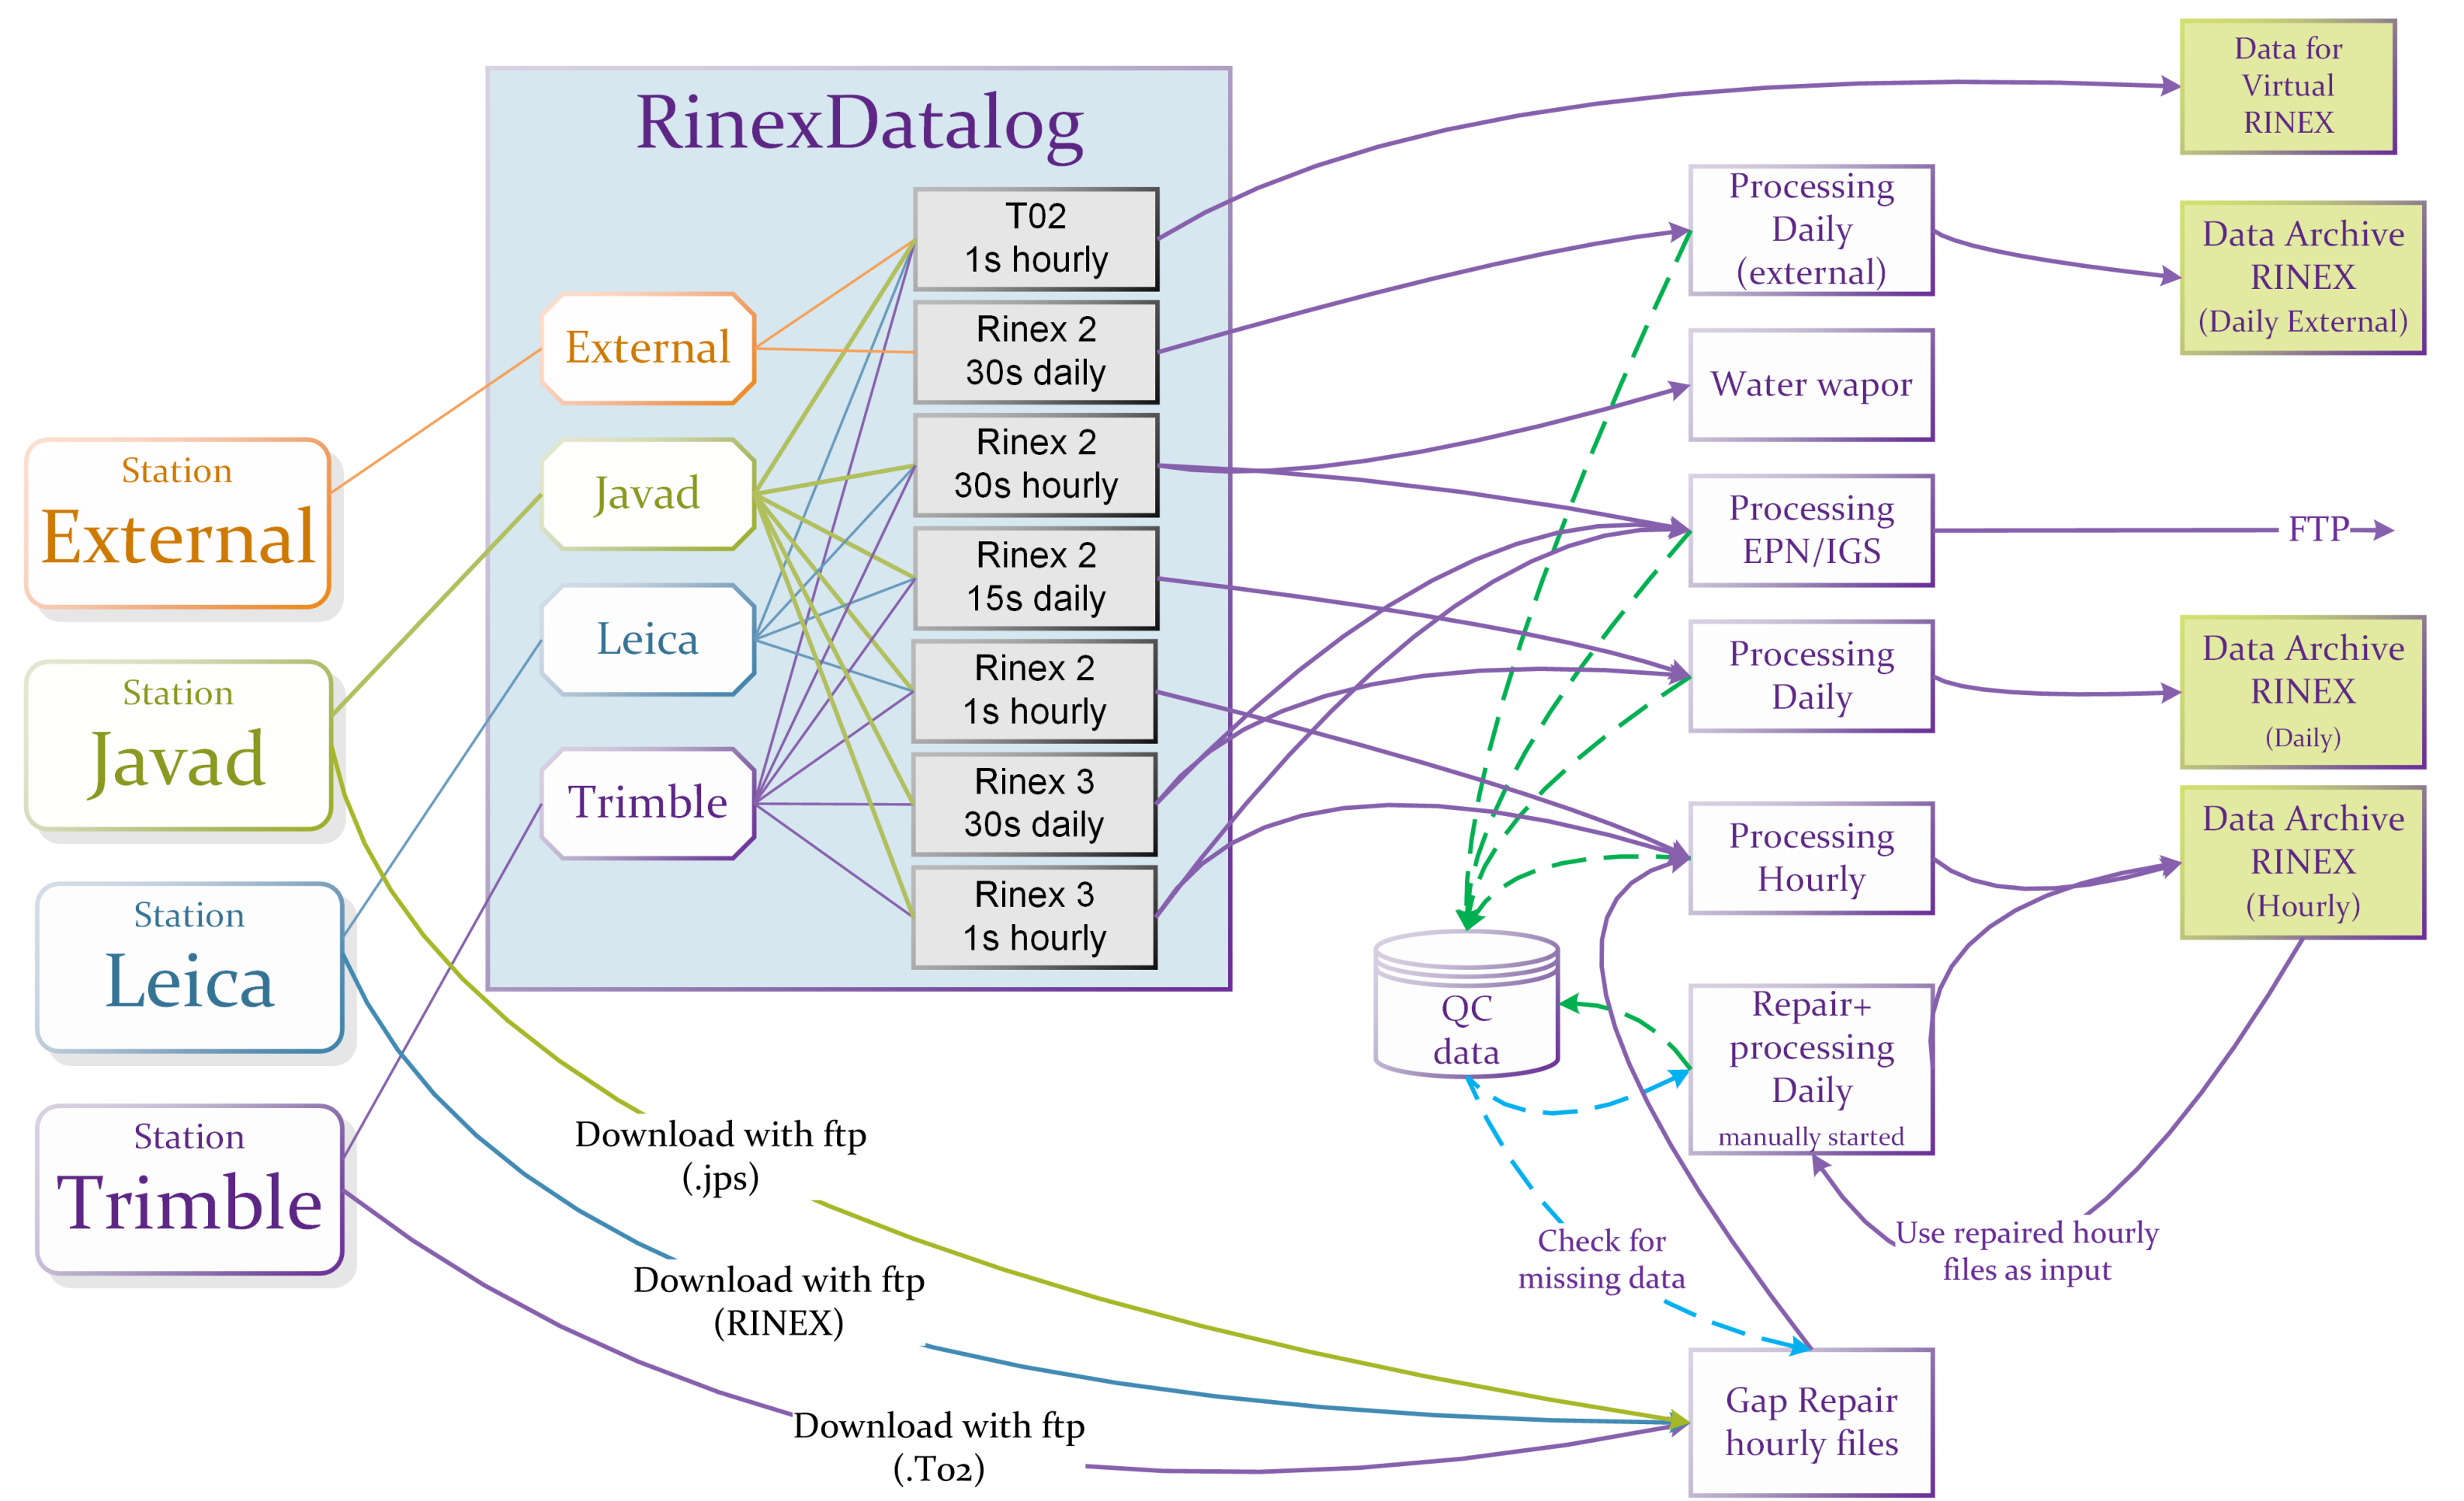 RinexDatalog
Station
External
Station
Javad
Station
Leica
Station
Trimble
External
Javad
Leica
Trimble
T02
1s hourly
Rinex 2
30s daily
Rinex 2
30s hourly
Rinex 2
15s daily
Rinex 2
1s hourly
Rinex 3
30s daily
Rinex 3
1s hourly
Download with ftp
(.jps)
Download with ftp
(RINEX)
Download with ftp
(.T02)
QC
data
Check for
missing data
Processing
Daily
(external)
Water wapor
Processing
EPN/IGS
Processing
Daily
Processing
Hourly
Repair+
processing
Daily
manually started
Gap Repair
hourly files
Use repaired hourly
files as input
Data for
Virtual
RINEX
Data Archive
RINEX
(Daily External)
FTP
Data Archive
RINEX
(Daily)
Data Archive
RINEX
(Hourly)